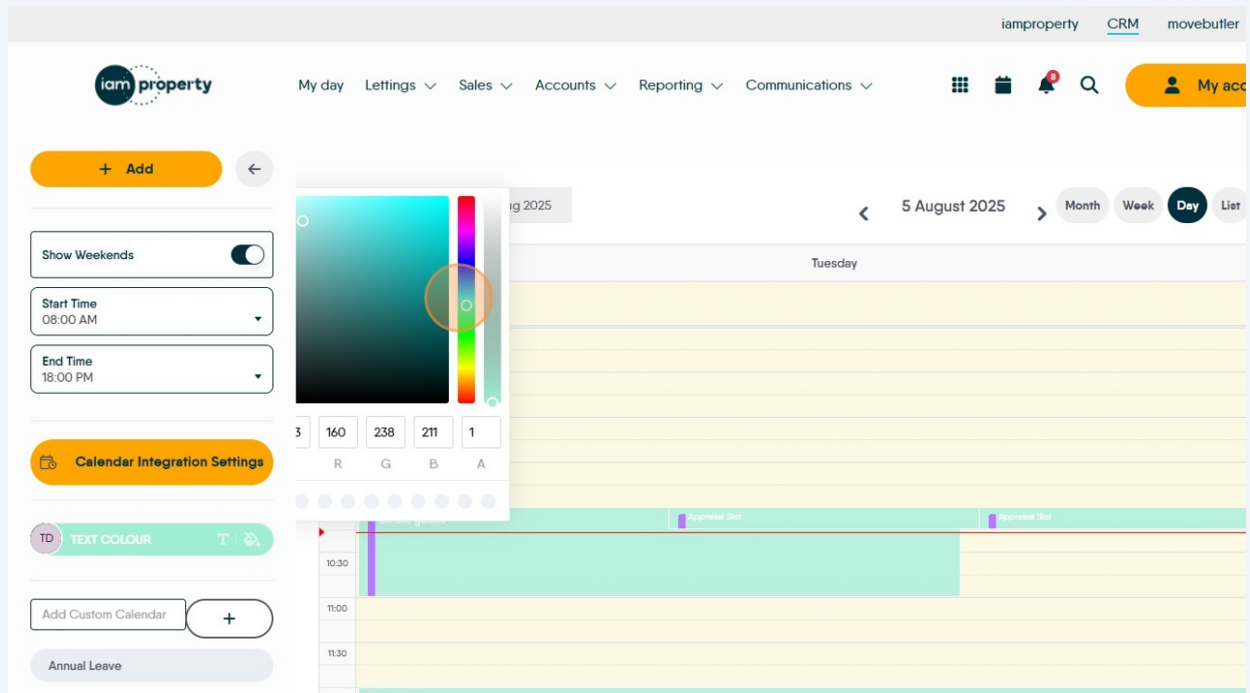 iamproperty CRM movebutler
iam property
My day Lettings Sales Accounts Reporting Communications
8
My acc
+ Add
ug 2025
5 August 2025
Month Week Day List
Show Weekends
Tuesday
Start Time
08:00 AM
End Time
18:00 PM
3 160 238 211 1
R G B A
Calendar Integration Settings
Appraisal Slot
Appraisal Slot
TD TEXT COLOUR T
10:30
Add Custom Calendar +
11:00
11:30
Annual Leave